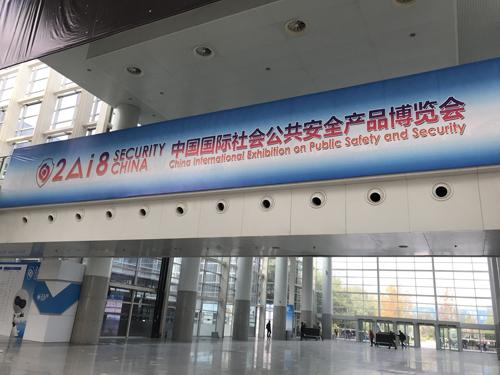 2Ai8 SECURITY CHINA
中国国际社会公共安全产品博览会
China International Exhibition on Public Safety and Security